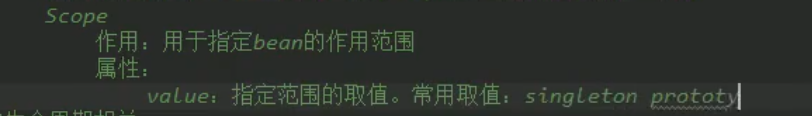 Scope
作用：用于指定bean的作用范围
属性：
value：指定范围的取值。常用取值：singleton prototy